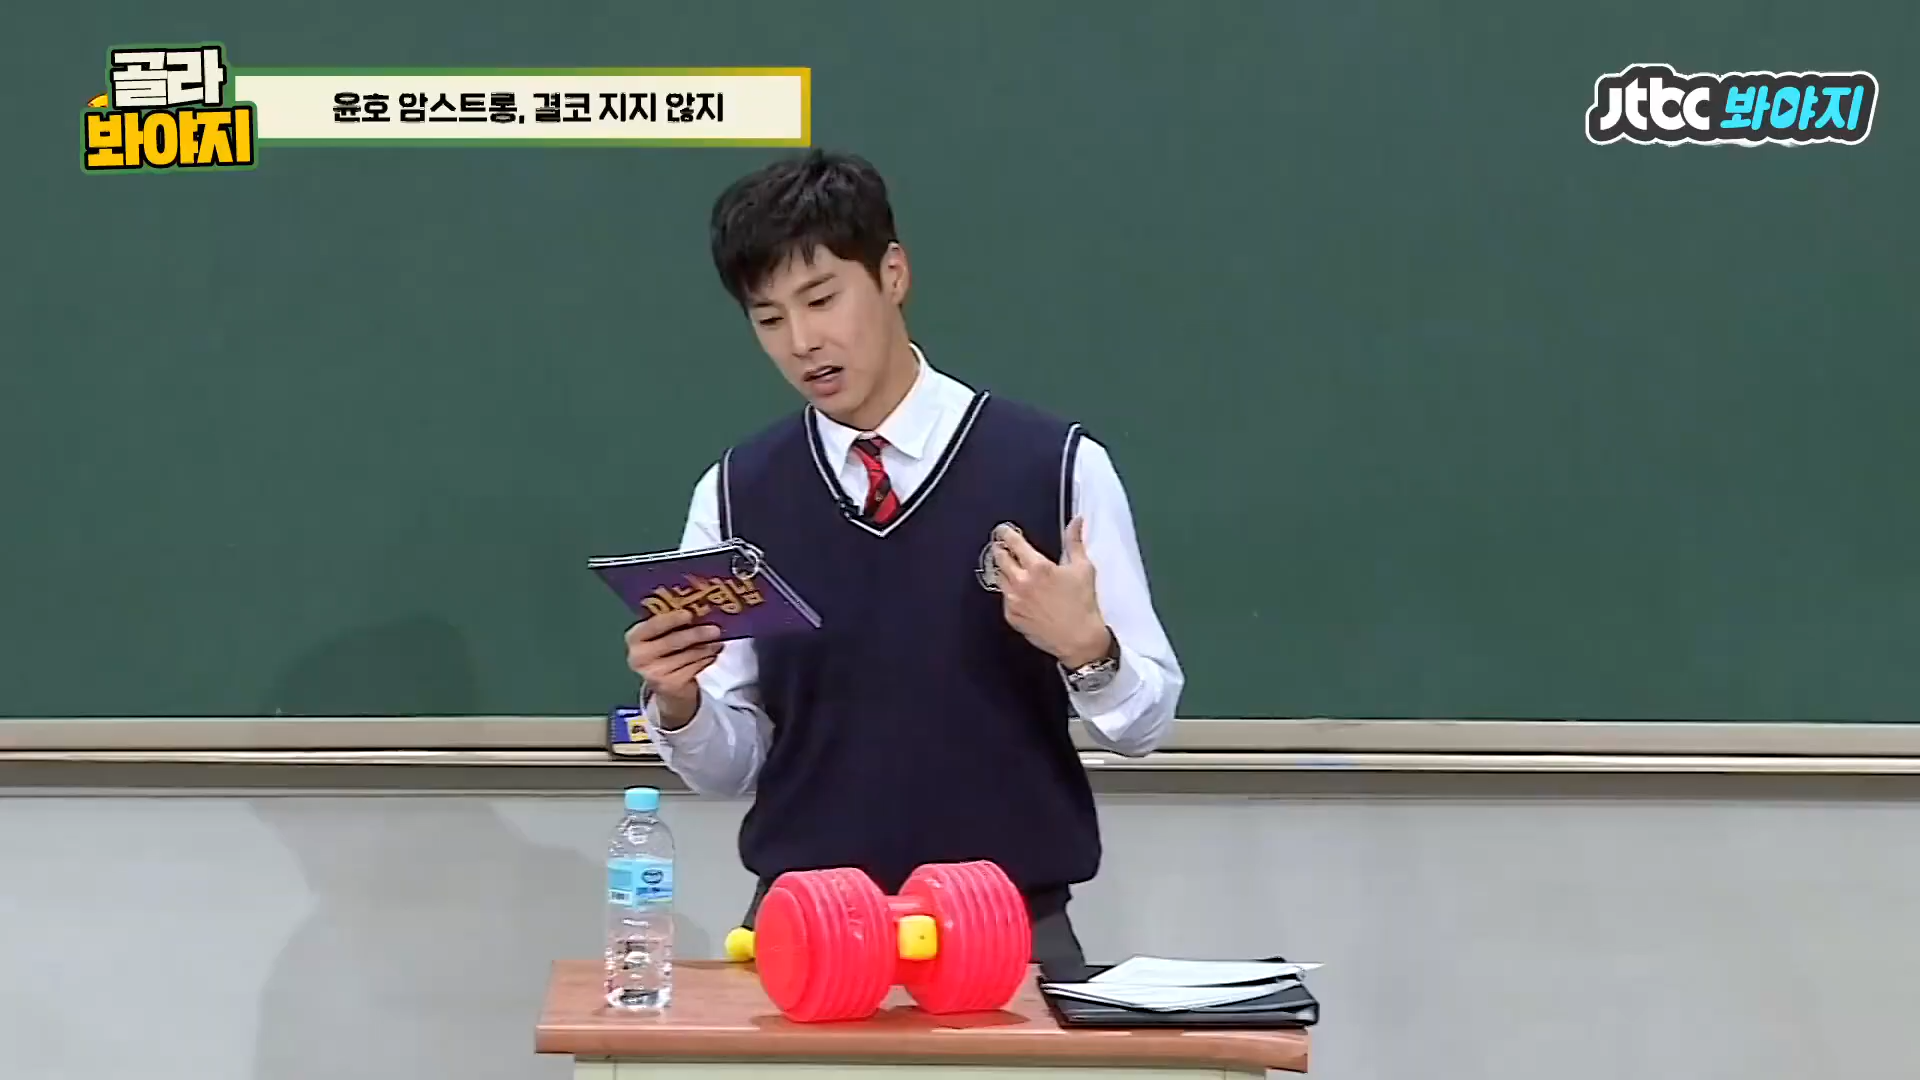 골라
봐야지
윤호 암스트롱, 결코 지지 않지
jtbc 봐야지
아는형님